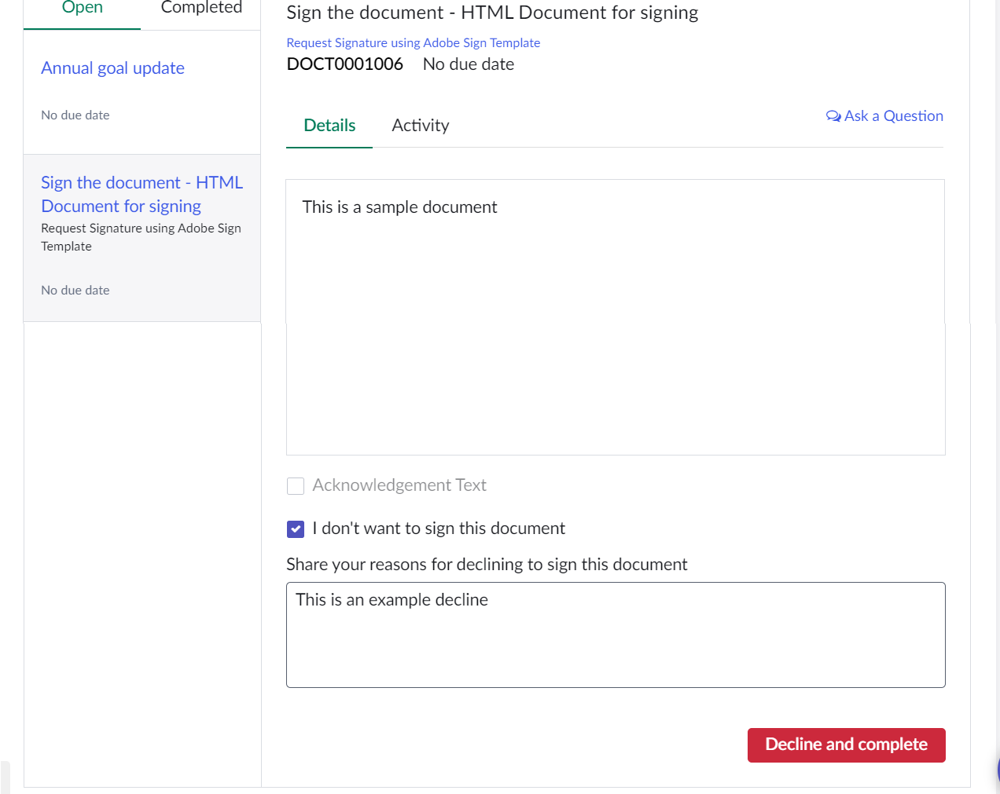 Open
Completed
Annual goal update
No due date
Sign the document - HTML
Document for signing
Request Signature using Adobe Sign
Template
No due date
Sign the document - HTML Document for signing
Request Signature using Adobe Sign Template
DOCT0001006 No due date
Details
Activity
Ask a Question
This is a sample document
Acknowledgement Text
I don't want to sign this document
Share your reasons for declining to sign this document
This is an example decline
Decline and complete